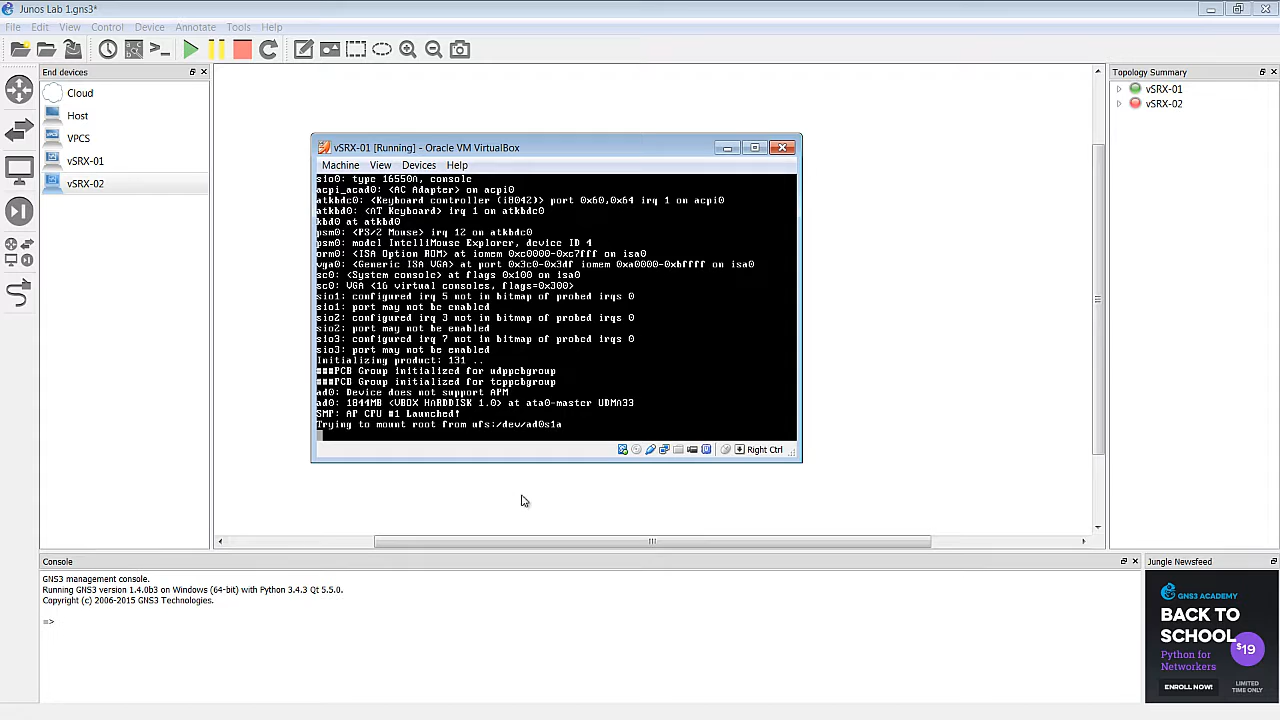 Junos Lab 1.gns3*
File Edit View Control Device Annotate Tools Help
End devices
Cloud
Host
VPCS
vSRX-01
vSRX-02
vSRX-01 [Running] - Oracle VM VirtualBox
Machine View Devices Help
sio0: type 16550A, console
acpi_acad0: <AC Adapter> on acpi0
atkbdc0: <Keyboard controller (i8042)> port 0x60,0x64 irq 1 on acpi0
atkbd0: <AT Keyboard> irq 1 on atkbdc0
kbd0 at atkbd0
psm0: <PS/2 Mouse> irq 12 on atkbdc0
psm0: model IntelliMouse Explorer, device ID 4
orm0: <ISA Option ROM> at iomem 0xc0000-0xc7fff on isa0
vga0: <Generic ISA VGA> at port 0x3c0-0x3df iomem 0xa0000-0xbffff on isa0
sc0: <System console> at flags 0x100 on isa0
sc0: VGA <16 virtual consoles, flags=0x300>
sio1: configured irq 5 not in bitmap of probed irqs 0
sio1: port may not be enabled
sio2: configured irq 3 not in bitmap of probed irqs 0
sio2: port may not be enabled
sio3: configured irq 7 not in bitmap of probed irqs 0
sio3: port may not be enabled
Initializing product: 131 ..
###PCB Group initialized for udppcbgroup
###PCB Group initialized for tcppcbgroup
ad0: Device does not support APM
ad0: 1844MB <VBOX HARDDISK 1.0> at ata0-master UDMA33
SMP: AP CPU #1 Launched!
Trying to mount root from ufs:/dev/ad0s1a
Right Ctrl
Topology Summary
vSRX-01
vSRX-02
Console
GNS3 management console.
Running GNS3 version 1.4.0b3 on Windows (64-bit) with Python 3.4.3 Qt 5.5.0.
Copyright (c) 2006-2015 GNS3 Technologies.
=>
Jungle Newsfeed
GNS3 ACADEMY
BACK TO
SCHOOL
Python for
Networkers
$19
ENROLL NOW!
LIMITED
TIME ONLY